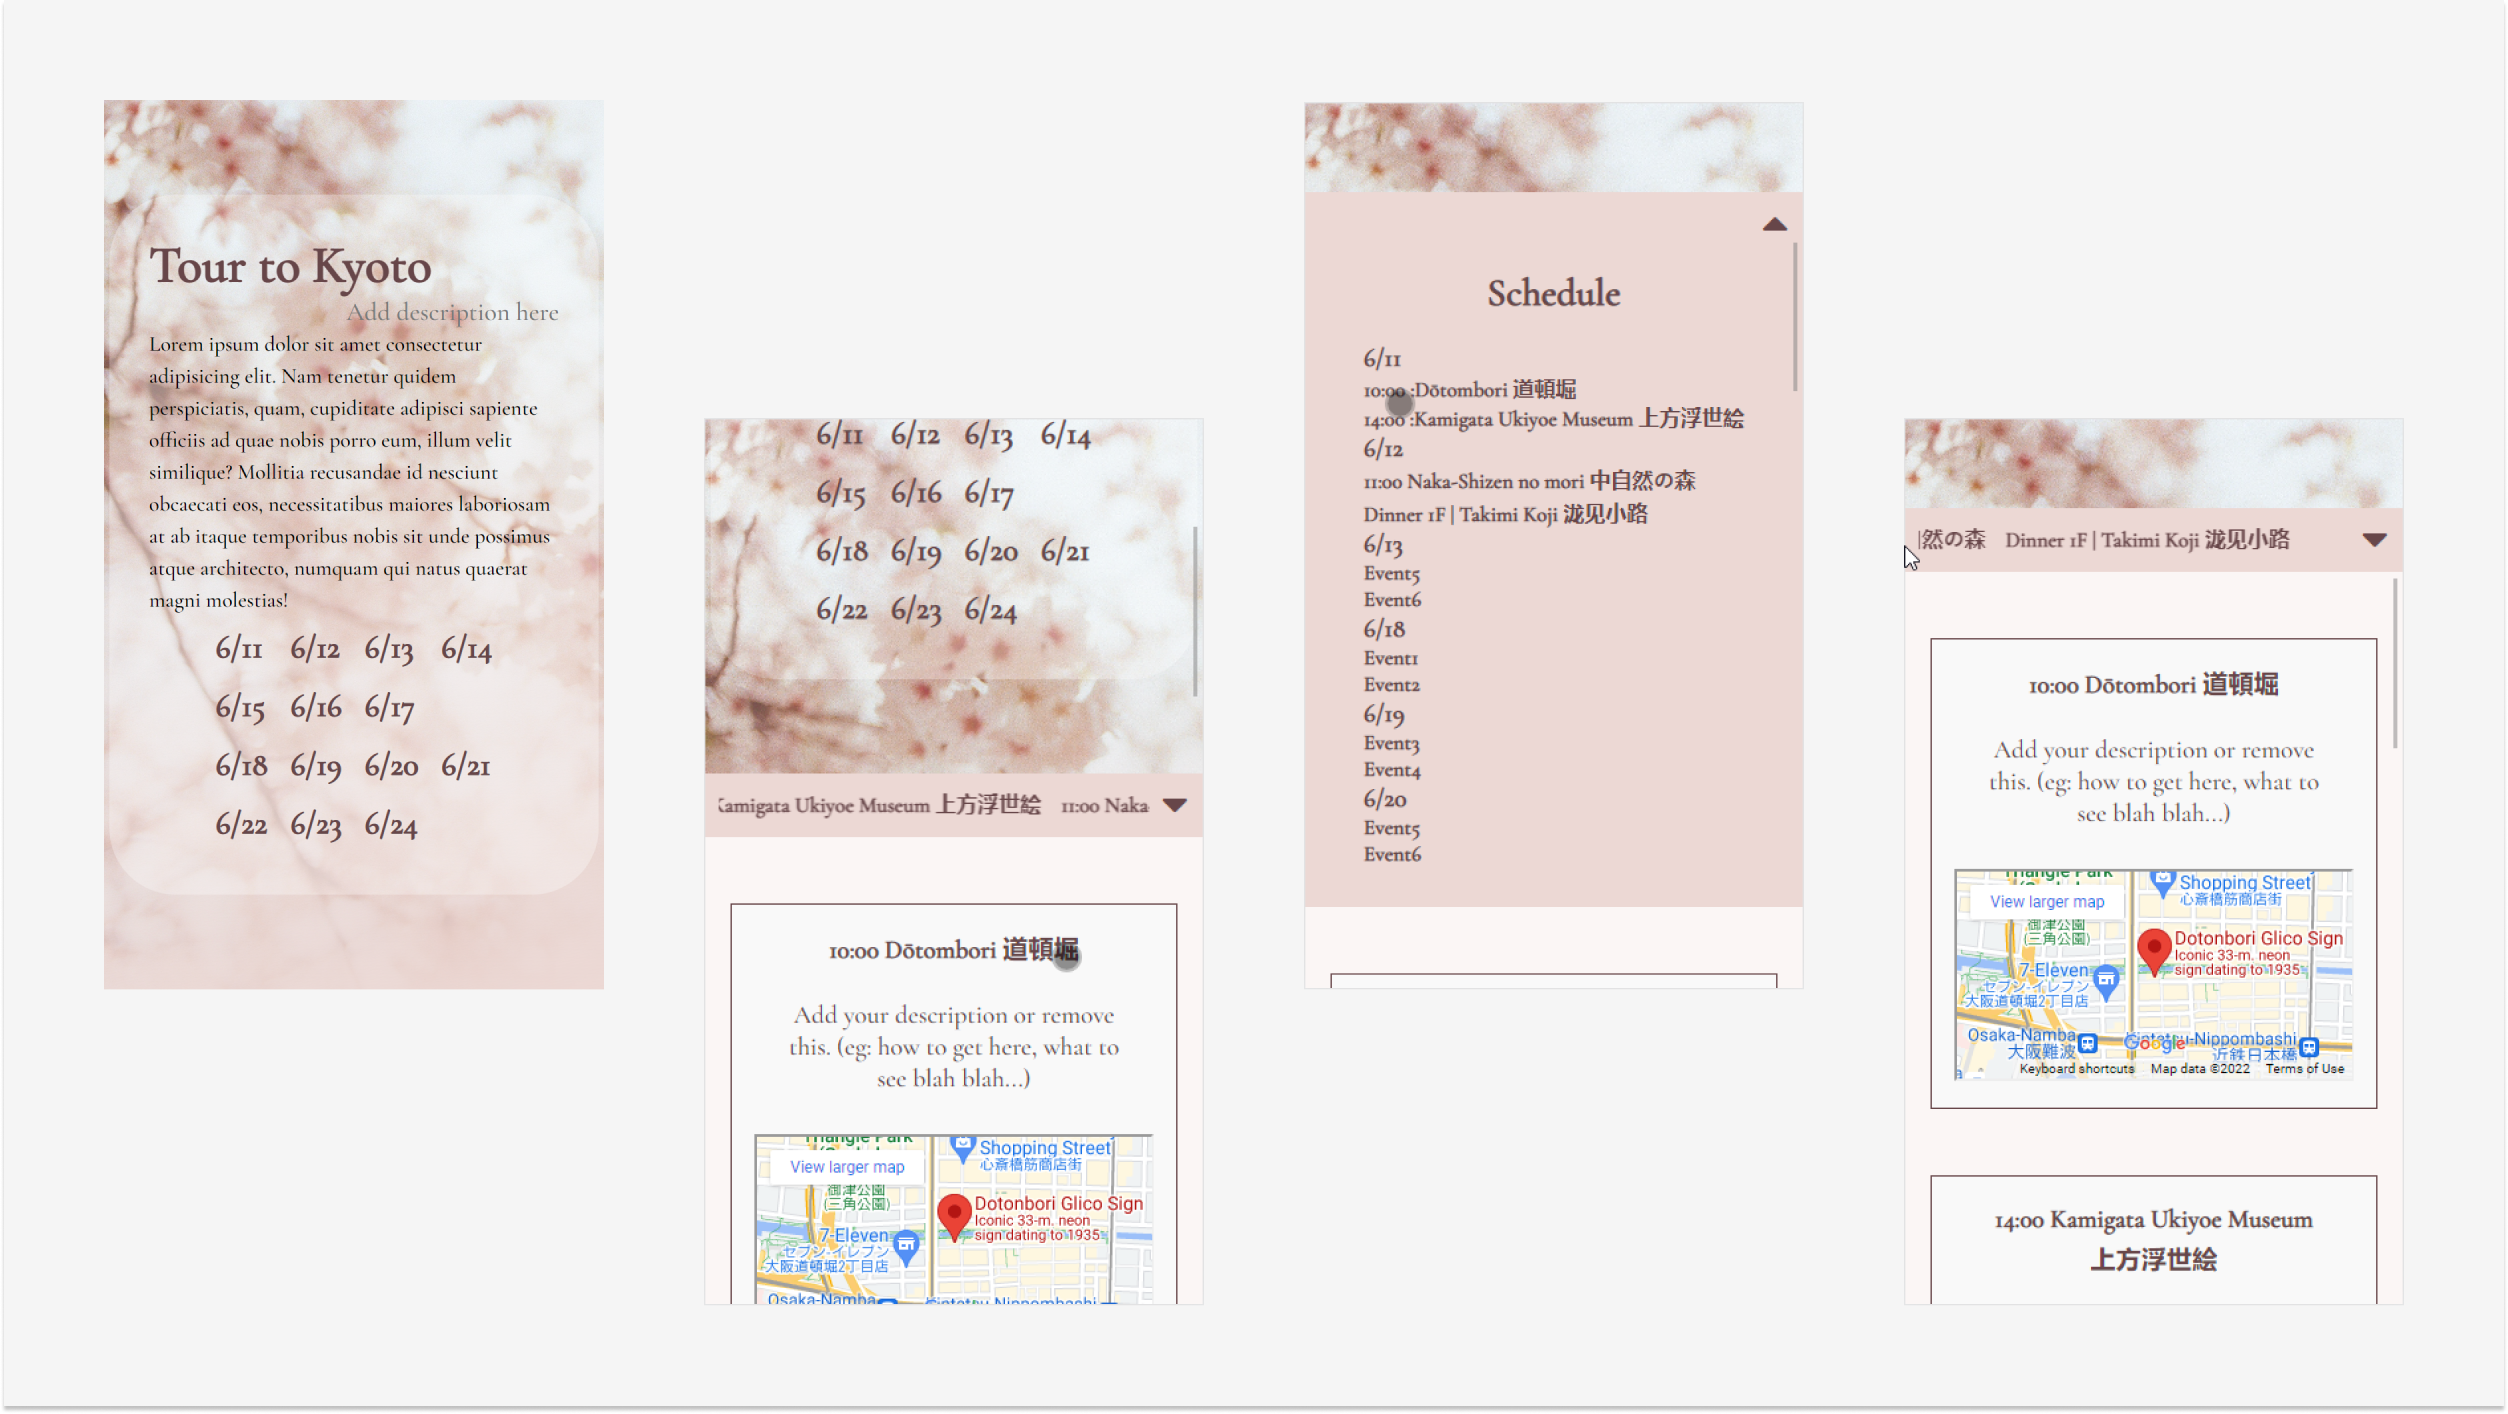 Tour to Kyoto
Add description here
Lorem ipsum dolor sit amet consectetur
adipisicing elit. Nam tenetur quidem
perspiciatis, quam, cupiditate adipisci sapiente
officiis ad quae nobis porro eum, illum velit
similique? Mollitia recusandae id nesciunt
obcaecati eos, necessitatibus maiores laboriosam
at ab itaque temporibus nobis sit unde possimus
atque architecto, numquam qui natus quaerat
magni molestias!
6/11 6/12 6/13 6/14
6/15 6/16 6/17
6/18 6/19 6/20 6/21
6/22 6/23 6/24
6/11 6/12 6/13 6/14
6/15 6/16 6/17
6/18 6/19 6/20 6/21
6/22 6/23 6/24
Kamigata Ukiyoe Museum 上方浮世絵 11:00 Naka
10:00 Dōtombori 道頓堀
Add your description or remove
this. (eg: how to get here, what to
see blah blah...)
Triangle Park
Shopping Street
心斎橋筋商店街
View larger map
御津公園
(三角公園)
Dotonbori Glico Sign
Iconic 33-m. neon
sign dating to 1935
7-Eleven
セブン-イレブン
大阪道頓堀2丁目店
Osaka-Namba
Kintetsu-Nippombashi
Schedule
6/11
10:00 :Dōtombori 道頓堀
14:00 :Kamigata Ukiyoe Museum 上方浮世絵
6/12
11:00 Naka-Shizen no mori 中自然の森
Dinner 1F | Takimi Koji 泷见小路
6/13
Event5
Event6
6/18
Event1
Event2
6/19
Event3
Event4
6/20
Event5
Event6
然の森 Dinner 1F | Takimi Koji 泷见小路
10:00 Dōtombori 道頓堀
Add your description or remove
this. (eg: how to get here, what to
see blah blah...)
Triangle Park
Shopping Street
心斎橋筋商店街
View larger map
御津公園
(三角公園)
Dotonbori Glico Sign
Iconic 33-m. neon
sign dating to 1935
7-Eleven
セブン-イレブン
大阪道頓堀2丁目店
Osaka-Namba
大阪難波
Google
Kintetsu-Nippombashi
近鉄日本橋
Keyboard shortcuts Map data ©2022 Terms of Use
14:00 Kamigata Ukiyoe Museum
上方浮世絵